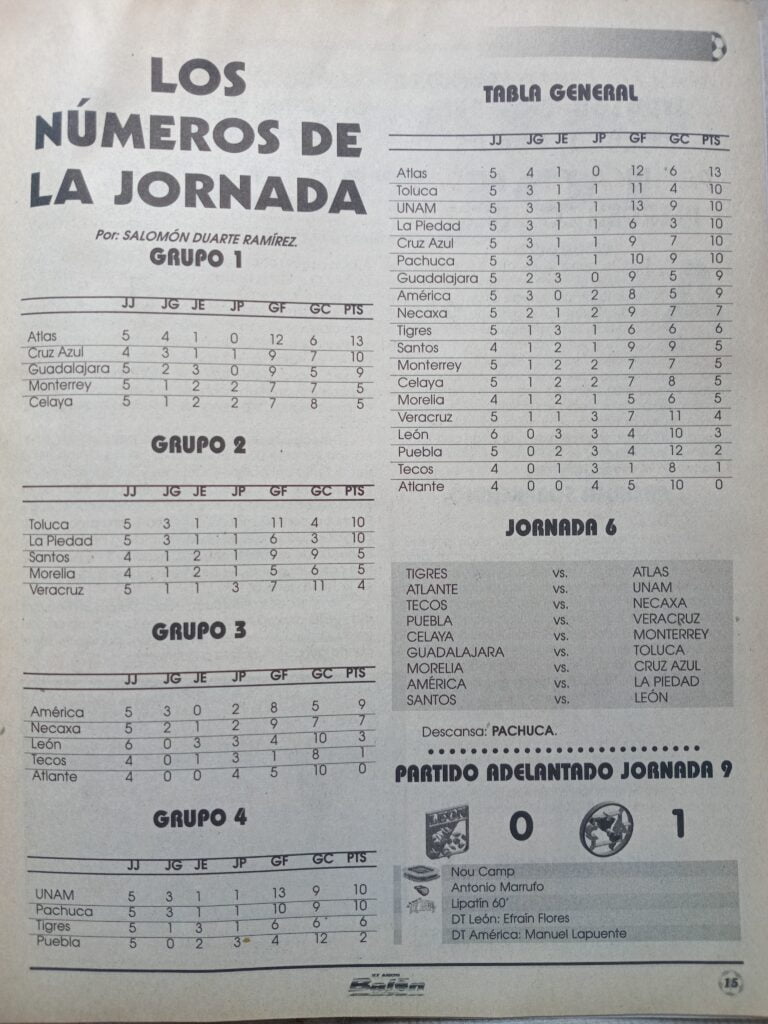 LOS
NÚMEROS DE
LA JORNADA
Por: SALOMÓN DUARTE RAMÍREZ.
GRUPO 1
JJ JG JE JP GF GC PTS
Atlas 5 4 1 0 12 6 13
Cruz Azul 4 3 1 1 9 7 10
Guadalajara 5 2 3 0 9 5 9
Monterrey 5 1 2 2 7 7 5
Celaya 5 1 2 2 7 8 5
GRUPO 2
JJ JG JE JP GF GC PTS
Toluca 5 3 1 1 11 4 10
La Piedad 5 3 1 1 6 3 10
Santos 4 1 2 1 9 9 5
Morelia 4 1 2 1 5 6 5
Veracruz 5 1 1 3 7 11 4
GRUPO 3
JJ JG JE JP GF GC PTS
América 5 3 0 2 8 5 9
Necaxa 5 2 1 2 9 7 7
León 6 0 3 3 4 10 3
Tecos 4 0 1 3 1 8 1
Atlante 4 0 0 4 5 10 0
GRUPO 4
JJ JG JE JP GF GC PTS
UNAM 5 3 1 1 13 9 10
Pachuca 5 3 1 1 10 9 10
Tigres 5 1 3 1 6 6 6
Puebla 5 0 2 3 4 12 2
TABLA GENERAL
JJ JG JE JP GF GC PTS
Atlas 5 4 1 0 12 6 13
Toluca 5 3 1 1 11 4 10
UNAM 5 3 1 1 13 9 10
La Piedad 5 3 1 1 6 3 10
Cruz Azul 5 3 1 1 9 7 10
Pachuca 5 3 1 1 10 9 10
Guadalajara 5 2 3 0 9 5 9
América 5 3 0 2 8 5 9
Necaxa 5 2 1 2 9 7 7
Tigres 5 1 3 1 6 6 6
Santos 4 1 2 1 9 9 5
Monterrey 5 1 2 2 7 7 5
Celaya 5 1 2 2 7 8 5
Morelia 4 1 2 1 5 6 5
Veracruz 5 1 1 3 7 11 4
León 6 0 3 3 4 10 3
Puebla 5 0 2 3 4 12 2
Tecos 4 0 1 3 1 8 1
Atlante 4 0 0 4 5 10 0
JORNADA 6
TIGRES vs. ATLAS
ATLANTE vs. UNAM
TECOS vs. NECAXA
PUEBLA vs. VERACRUZ
CELAYA vs. MONTERREY
GUADALAJARA vs. TOLUCA
MORELIA vs. CRUZ AZUL
AMÉRICA vs. LA PIEDAD
SANTOS vs. LEÓN
Descansa: PACHUCA.
PARTIDO ADELANTADO JORNADA 9
LEON 0 1
Nou Camp
Antonio Marrufo
Lipatín 60'
DT León: Efraín Flores
DT América: Manuel Lapuente
37 AÑOS
Balón
15